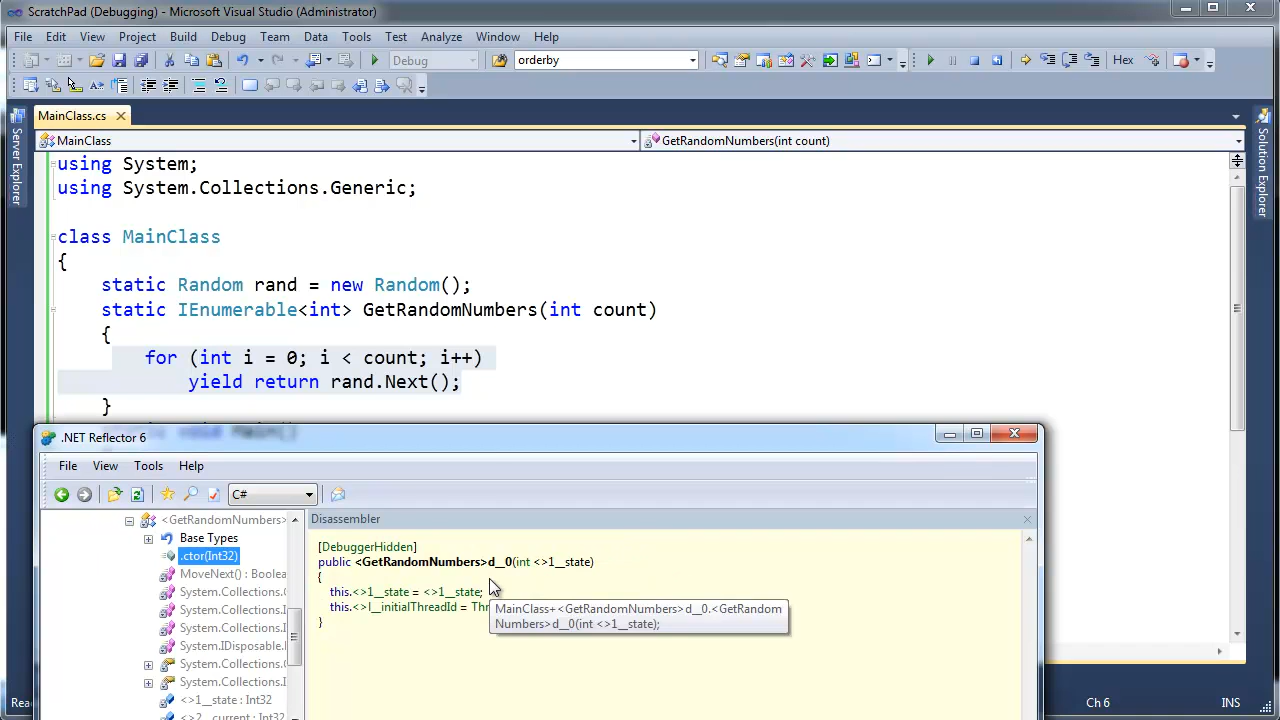 ScratchPad (Debugging) - Microsoft Visual Studio (Administrator)
File Edit View Project Build Debug Team Data Tools Test Analyze Window Help
Debug orderby Hex
MainClass.cs
MainClass GetRandomNumbers(int count)
Server Explorer
Solution Explorer
using System;
using System.Collections.Generic;
class MainClass
{
static Random rand = new Random();
static IEnumerable<int> GetRandomNumbers(int count)
{
for (int i = 0; i < count; i++)
yield return rand.Next();
}
.NET Reflector 6
File View Tools Help
C#
<GetRandomNumbers>
Base Types
.ctor(Int32)
MoveNext() : Boolea
System.Collections.I
System.Collections.I
System.Collections.I
System.IDisposable.
System.Collections.
System.Collections.
<>1__state : Int32
<>2__current : Int32
Disassembler
[DebuggerHidden]
public <GetRandomNumbers>d__0(int <>1__state)
{
this.<>1__state = <>1__state;
this.<>l__initialThreadId = Thr
}
MainClass+<GetRandomNumbers>d__0.<GetRandom
Numbers>d__0(int <>1__state);
Rea Ch 6 INS